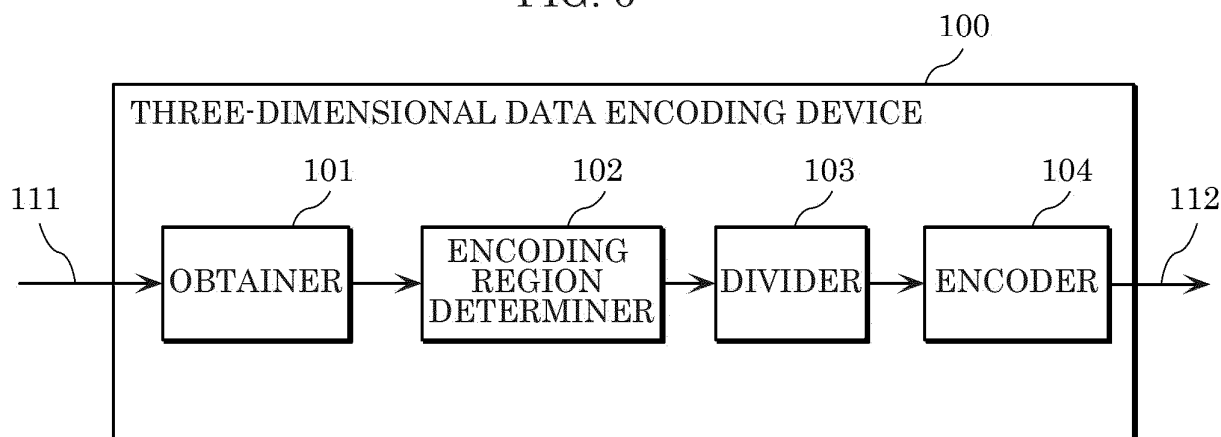 100
THREE-DIMENSIONAL DATA ENCODING DEVICE
101
102
103
104
111
112
OBTAINER
ENCODING
REGION
DETERMINER
DIVIDER
ENCODER